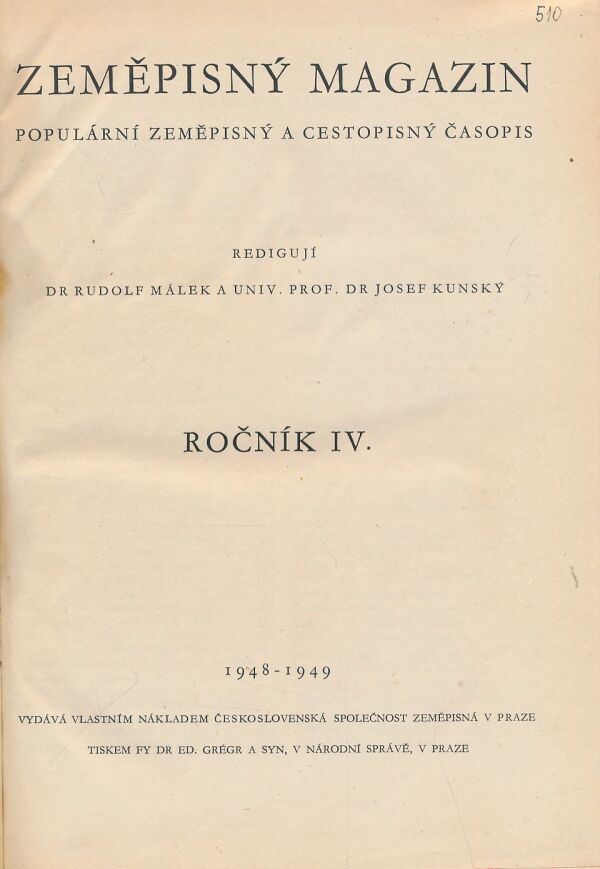 510
ZEMĚPISNÝ MAGAZIN
POPULÁRNÍ ZEMĚPISNÝ A CESTOPISNÝ ČASOPIS
REDIGUJÍ
DR RUDOLF MÁLEK A UNIV. PROF. DR JOSEF KUNSKÝ
ROČNÍK IV.
1948-1949
VYDÁVÁ VLASTNÍM NÁKLADEM ČESKOSLOVENSKÁ SPOLEČNOST ZEMĚPISNÁ V PRAZE
TISKEM FY DR ED. GRÉGR A SYN, V NÁRODNÍ SPRÁVĚ, V PRAZE